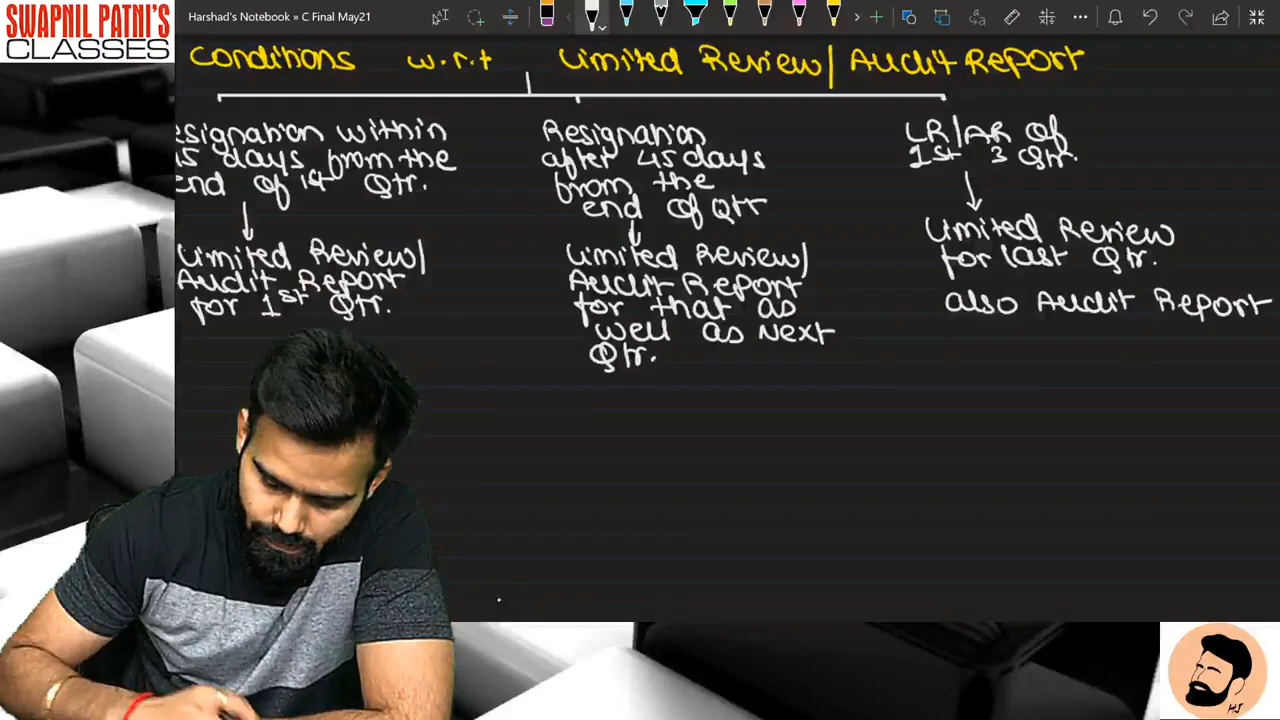 SWAPNIL PATNI'S
CLASSES
Harshad's Notebook » C Final May21
Conditions w.r.t Limited Review/ Audit Report
esignation within
45 days from the
end of 1st Qtr.
Limited Review/
Audit Report
for 1st Qtr.
Resignation
after 45 days
from the
end of Qtr
Limited Review/
Audit Report
for that as
well as Next
Qtr.
LR/AR of
1st 3 Qtr.
Limited Review
for last Qtr.
also Audit Report
HJ